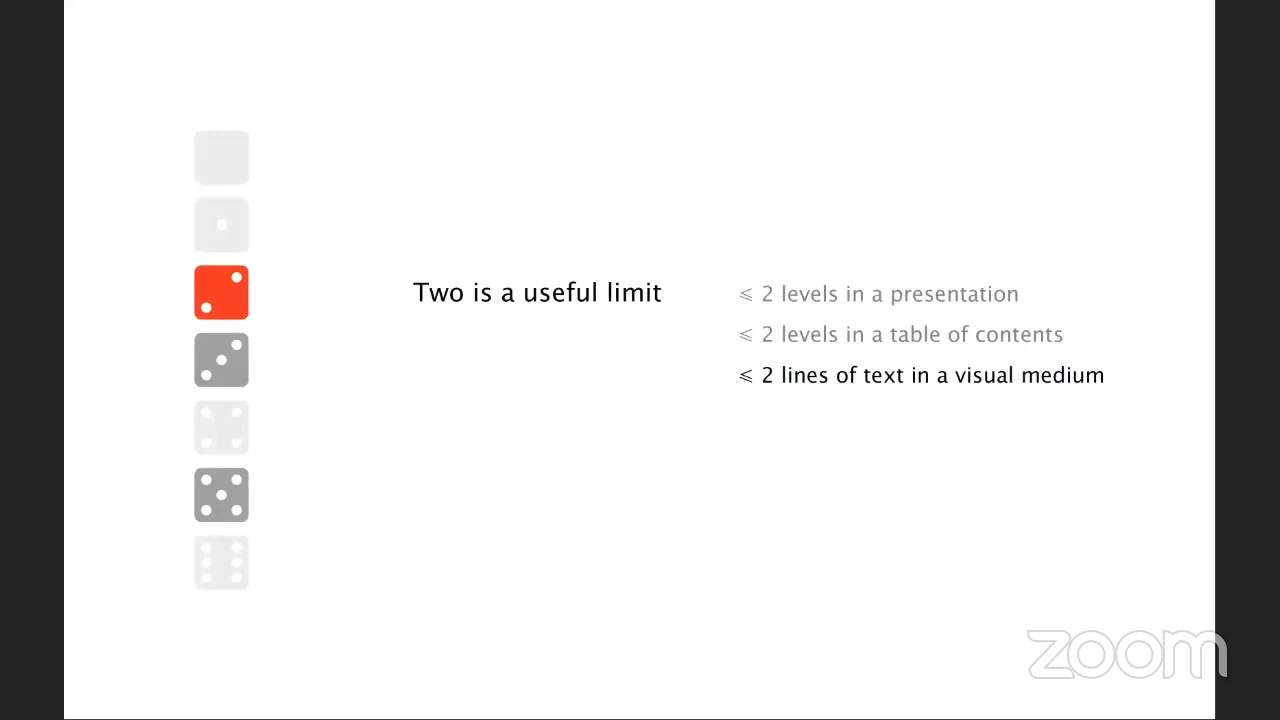 Two is a useful limit
⩽ 2 levels in a presentation
⩽ 2 levels in a table of contents
⩽ 2 lines of text in a visual medium
zoom